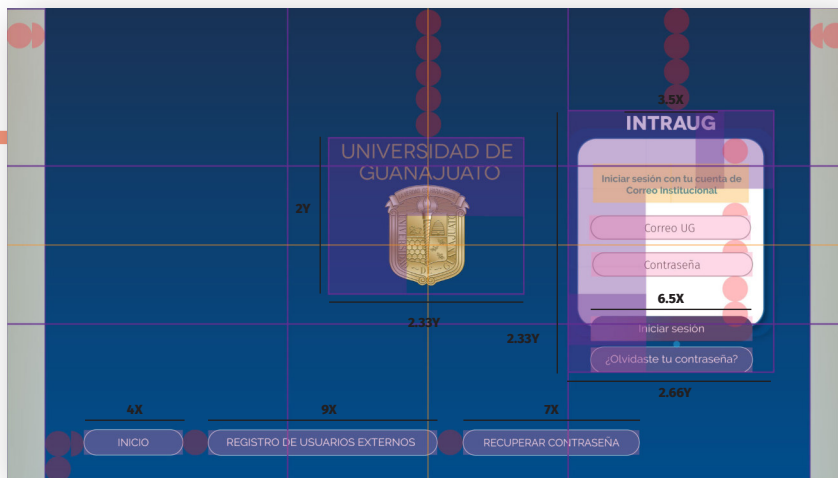 3.5X
INTRAUG
UNIVERSIDAD DE
GUANAJUATO
Iniciar sesión con tu cuenta de
Correo Institucional
2Y
Correo UG
Contraseña
6.5X
2.33Y
Iniciar sesión
2.33Y
¿Olvidaste tu contraseña?
2.66Y
4X
9X
7X
INICIO
REGISTRO DE USUARIOS EXTERNOS
RECUPERAR CONTRASEÑA